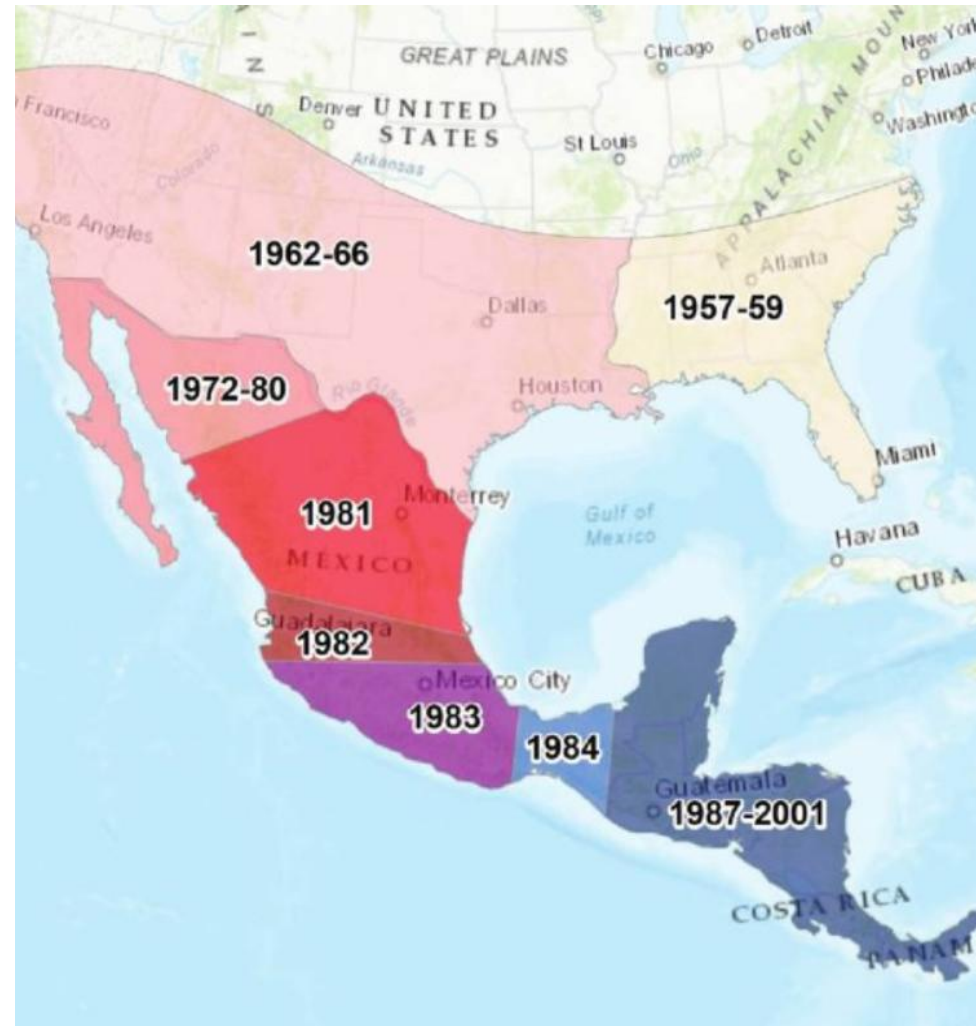 GREAT PLAINS
Chicago
Detroit
New York
Philade
Washingto
APPALACHIAN MOUN
Denver
UNITED
STATES
St Louis
Ohio
Arkansas
Colorado
Francisco
Los Angeles
1962-66
Atlanta
1957-59
Dallas
Houston
Rio Grande
1972-80
Miami
Monterrey
1981
MÉXICO
Gulf of
Mexico
Havana
CUBA
Guadalajara
1982
Mexico City
1983
1984
Guatemala
1987-2001
COSTA RICA
PANAM